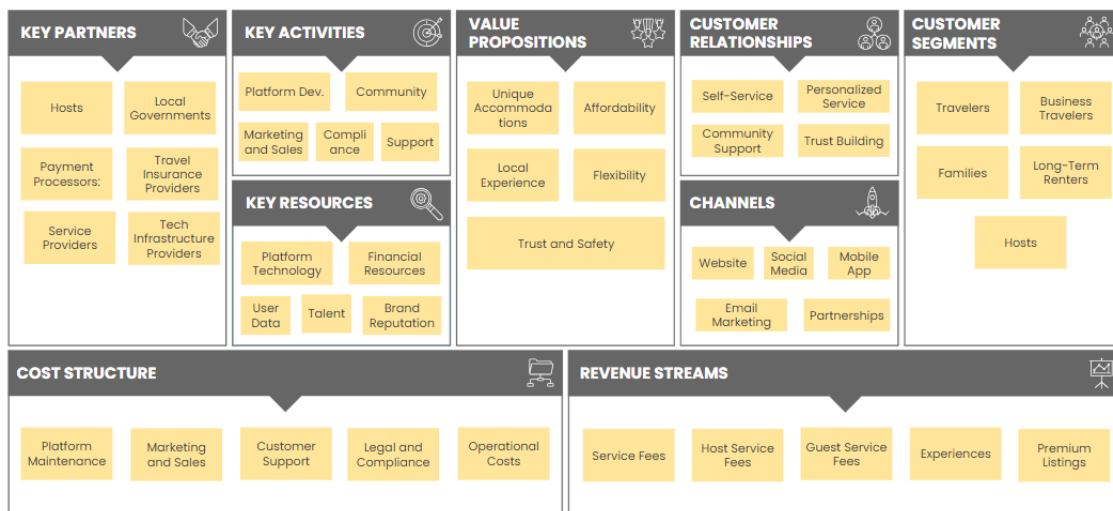 KEY PARTNERS
Hosts
Local
Governments
Payment
Processors:
Travel
Insurance
Providers
Service
Providers
Tech
Infrastructure
Providers
KEY ACTIVITIES
Platform Dev.
Community
Marketing
and Sales
Compli
ance
Support
KEY RESOURCES
Platform
Technology
Financial
Resources
User
Data
Talent
Brand
Reputation
VALUE
PROPOSITIONS
Unique
Accommoda
tions
Affordability
Local
Experience
Flexibility
Trust and Safety
CUSTOMER
RELATIONSHIPS
Self-Service
Personalized
Service
Community
Support
Trust Building
CHANNELS
Website
Social
Media
Mobile
App
Email
Marketing
Partnerships
CUSTOMER
SEGMENTS
Travelers
Business
Travelers
Families
Long-Term
Renters
Hosts
COST STRUCTURE
Platform
Maintenance
Marketing
and Sales
Customer
Support
Legal and
Compliance
Operational
Costs
REVENUE STREAMS
Service Fees
Host Service
Fees
Guest Service
Fees
Experiences
Premium
Listings